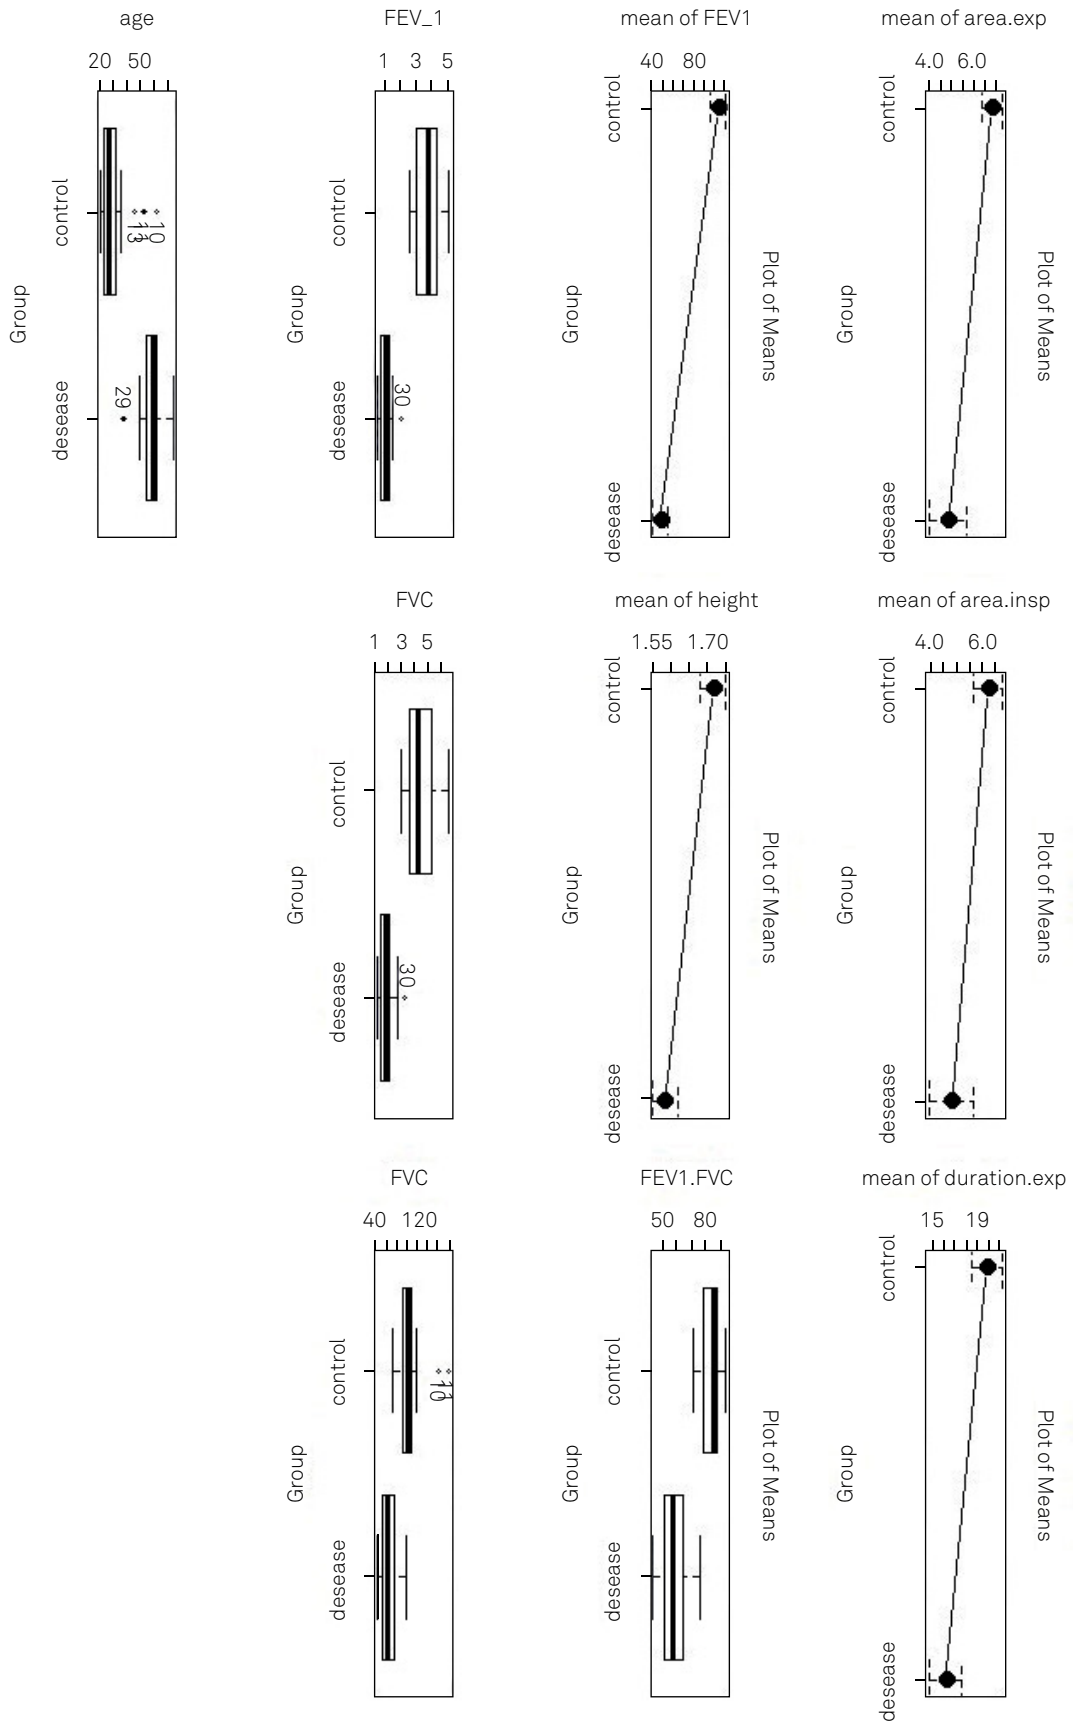 age
20 50
control
desease
Group
10
11
13
29
FEV_1
1 3 5
control
desease
Group
30
mean of FEV1
40 80
control
desease
Group
Plot of Means
mean of area.exp
4.0 6.0
control
desease
Group
Plot of Means
FVC
1 3 5
control
desease
Group
30
mean of height
1.55 1.70
control
desease
Group
Plot of Means
mean of area.insp
4.0 6.0
control
desease
Group
Plot of Means
FVC
40 120
control
desease
Group
11
10
FEV1.FVC
50 80
control
desease
Group
Plot of Means
mean of duration.exp
15 19
control
desease
Group
Plot of Means